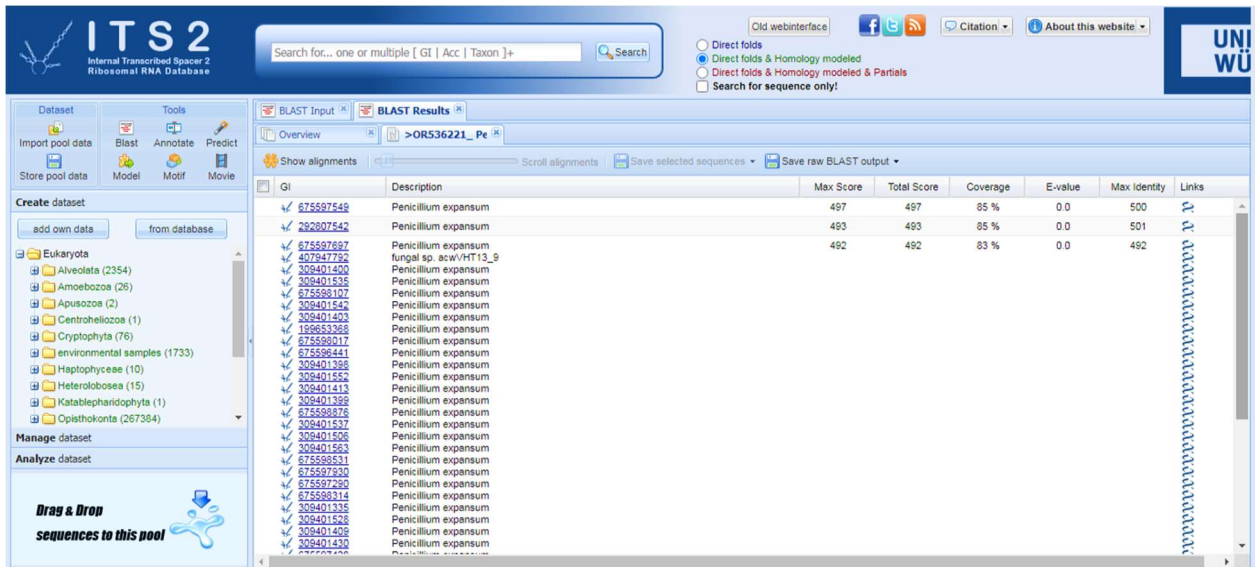 ITS2
Internal Transcribed Spacer 2
Ribosomal RNA Database
Search for... one or multiple [ GI | Acc | Taxon ]+
Search
Old webinterface
Citation
About this website
Direct folds
Direct folds & Homology modeled
Direct folds & Homology modeled & Partials
Search for sequence only!
UNI
WÜ
Dataset Tools
Import pool data Blast Annotate Predict
Store pool data Model Motif Movie
Create dataset
add own data from database
Eukaryota
Alveolata (2354)
Amoebozoa (26)
Apusozoa (2)
Centroheliozoa (1)
Cryptophyta (76)
environmental samples (1733)
Haptophyceae (10)
Heterolobosea (15)
Katablepharidophyta (1)
Opisthokonta (267384)
Manage dataset
Analyze dataset
Drag & Drop
sequences to this pool
BLAST Input BLAST Results
Overview >OR536221_ Pe
Show alignments Scroll alignments Save selected sequences Save raw BLAST output
GI Description Max Score Total Score Coverage E-value Max Identity Links
675597549 Penicillium expansum 497 497 85 % 0.0 500
292807542 Penicillium expansum 493 493 85 % 0.0 501
675597697 Penicillium expansum 492 492 83 % 0.0 492
407947792 fungal sp. acw\/HT13_9
309401400 Penicillium expansum
309401535 Penicillium expansum
675598107 Penicillium expansum
309401542 Penicillium expansum
309401403 Penicillium expansum
199653368 Penicillium expansum
675598017 Penicillium expansum
675596441 Penicillium expansum
309401398 Penicillium expansum
309401552 Penicillium expansum
309401413 Penicillium expansum
309401399 Penicillium expansum
675598876 Penicillium expansum
309401537 Penicillium expansum
309401506 Penicillium expansum
309401563 Penicillium expansum
675598531 Penicillium expansum
675597930 Penicillium expansum
675597290 Penicillium expansum
675598314 Penicillium expansum
309401335 Penicillium expansum
309401528 Penicillium expansum
309401409 Penicillium expansum
309401430 Penicillium expansum